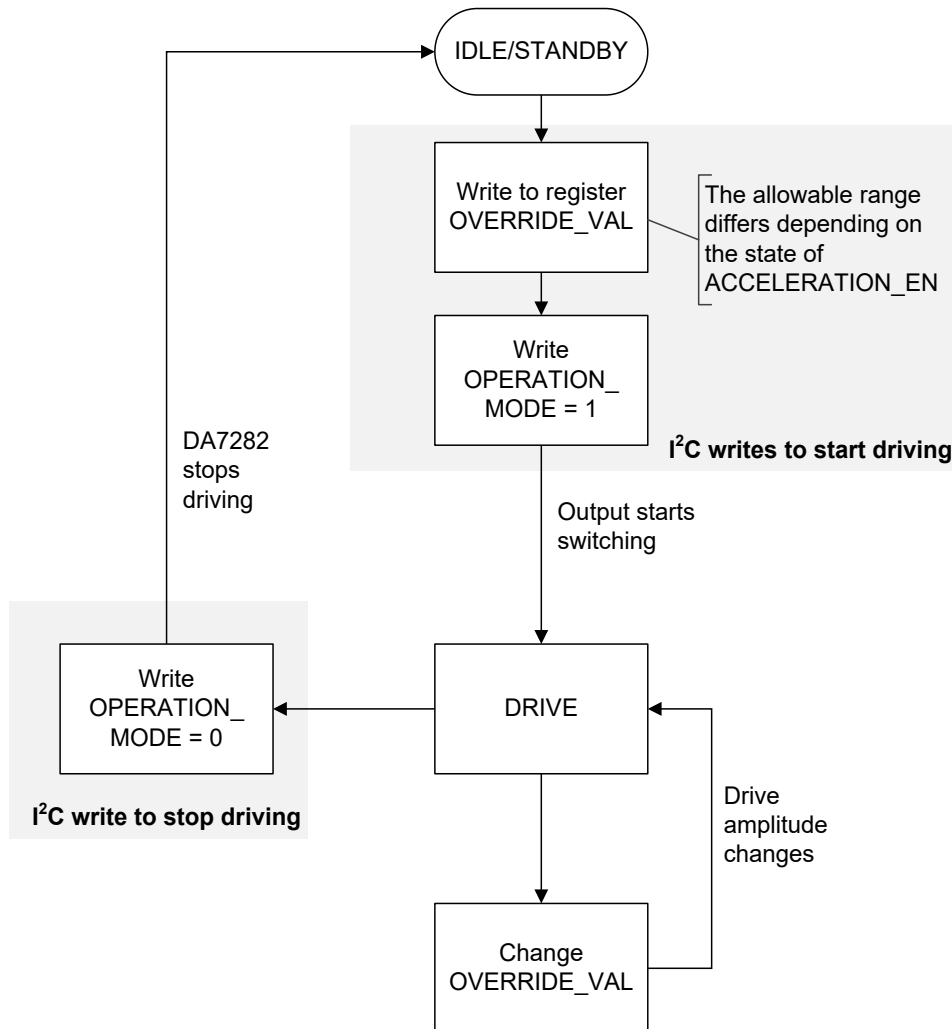 IDLE/STANDBY
Write to register
OVERRIDE_VAL
The allowable range
differs depending on
the state of
ACCELERATION_EN
Write
OPERATION_
MODE = 1
I²C writes to start driving
DA7282
stops
driving
Output starts
switching
Write
OPERATION_
MODE = 0
I²C write to stop driving
DRIVE
Drive
amplitude
changes
Change
OVERRIDE_VAL